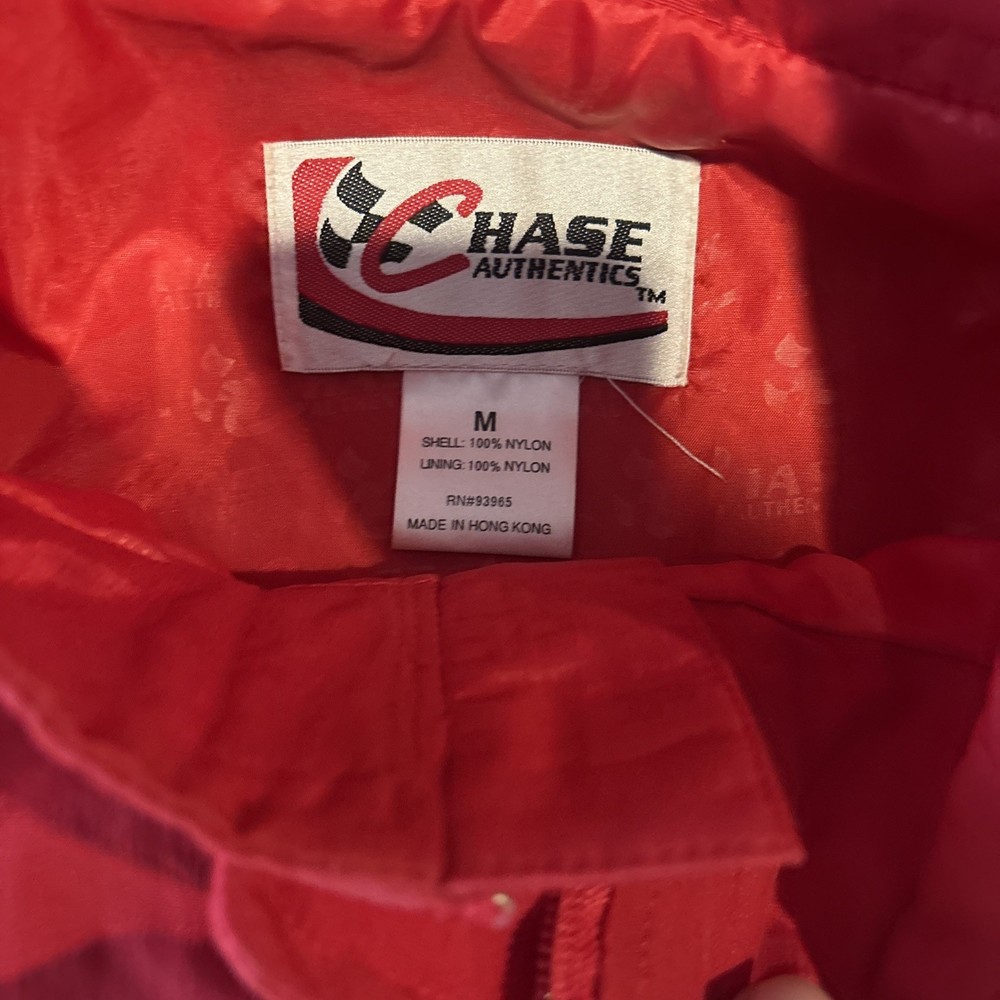 CHASE
AUTHENTICS
TM
M
SHELL: 100% NYLON
LINING: 100% NYLON
RN#93965
MADE IN HONG KONG